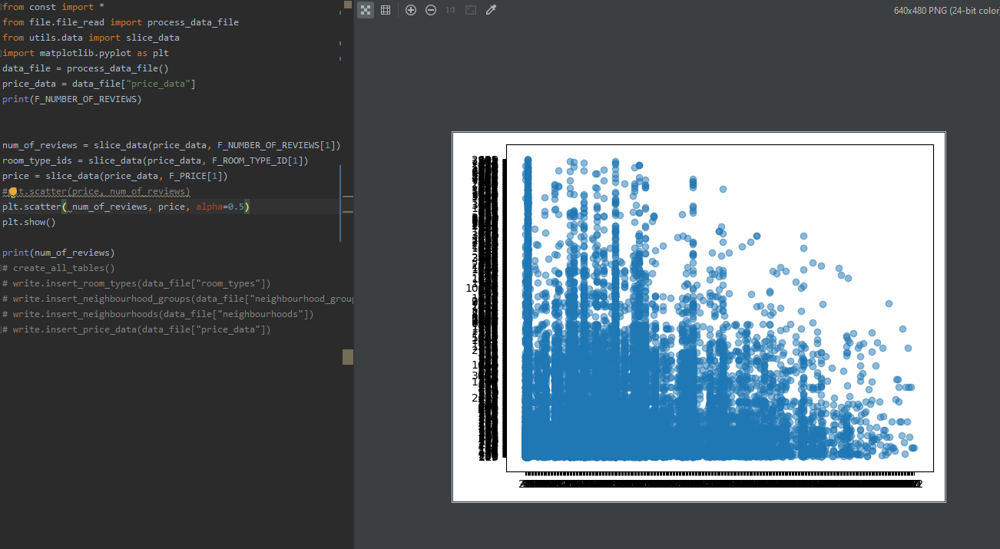 from const import *
from file.file_read import process_data_file
from utils.data import slice_data
import matplotlib.pyplot as plt
data_file = process_data_file()
price_data = data_file["price_data"]
print(F_NUMBER_OF_REVIEWS)
num_of_reviews = slice_data(price_data, F_NUMBER_OF_REVIEWS[1])
room_type_ids = slice_data(price_data, F_ROOM_TYPE_ID[1])
price = slice_data(price_data, F_PRICE[1])
#plt.scatter(price, num_of_reviews)
plt.scatter( num_of_reviews, price, alpha=0.5)
plt.show()
print(num_of_reviews)
# create_all_tables()
# write.insert_room_types(data_file["room_types"])
# write.insert_neighbourhood_groups(data_file["neighbourhood_grou
# write.insert_neighbourhoods(data_file["neighbourhoods"])
# write.insert_price_data(data_file["price_data"])
1:1
640x480 PNG (24-bit color